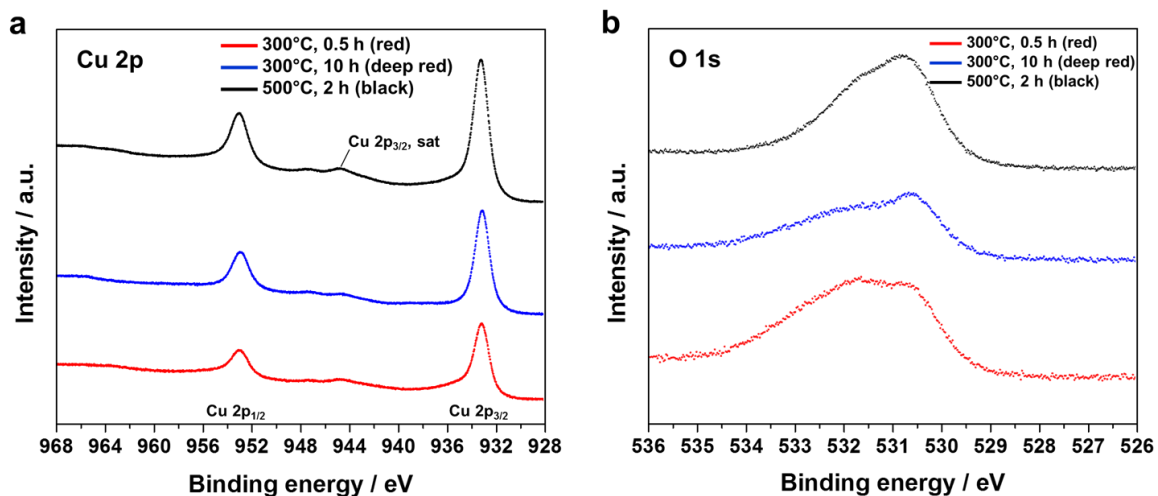 a
Cu 2p
300°C, 0.5 h (red)
300°C, 10 h (deep red)
500°C, 2 h (black)
Cu 2p3/2, sat
Cu 2p1/2
Cu 2p3/2
Intensity / a.u.
968 964 960 956 952 948 944 940 936 932 928
Binding energy / eV
b
O 1s
300°C, 0.5 h (red)
300°C, 10 h (deep red)
500°C, 2 h (black)
Intensity / a.u.
536 535 534 533 532 531 530 529 528 527 526
Binding energy / eV